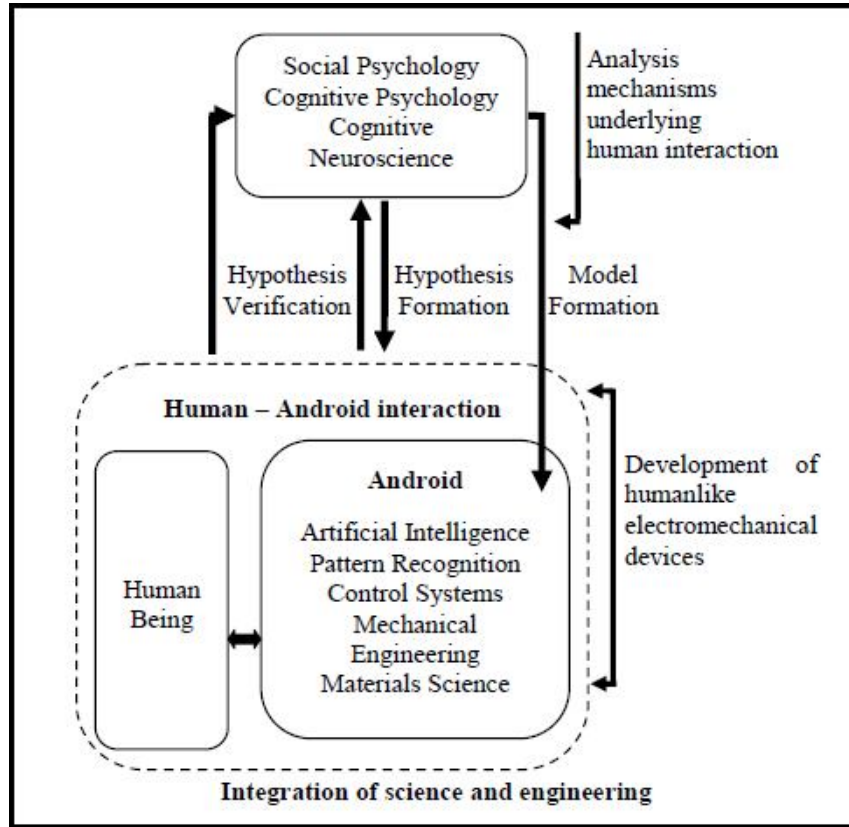 Social Psychology
Cognitive Psychology
Cognitive
Neuroscience
Analysis
mechanisms
underlying
human interaction
Hypothesis
Verification
Hypothesis
Formation
Model
Formation
Human – Android interaction
Human
Being
Android
Artificial Intelligence
Pattern Recognition
Control Systems
Mechanical
Engineering
Materials Science
Development of
humanlike
electromechanical
devices
Integration of science and engineering